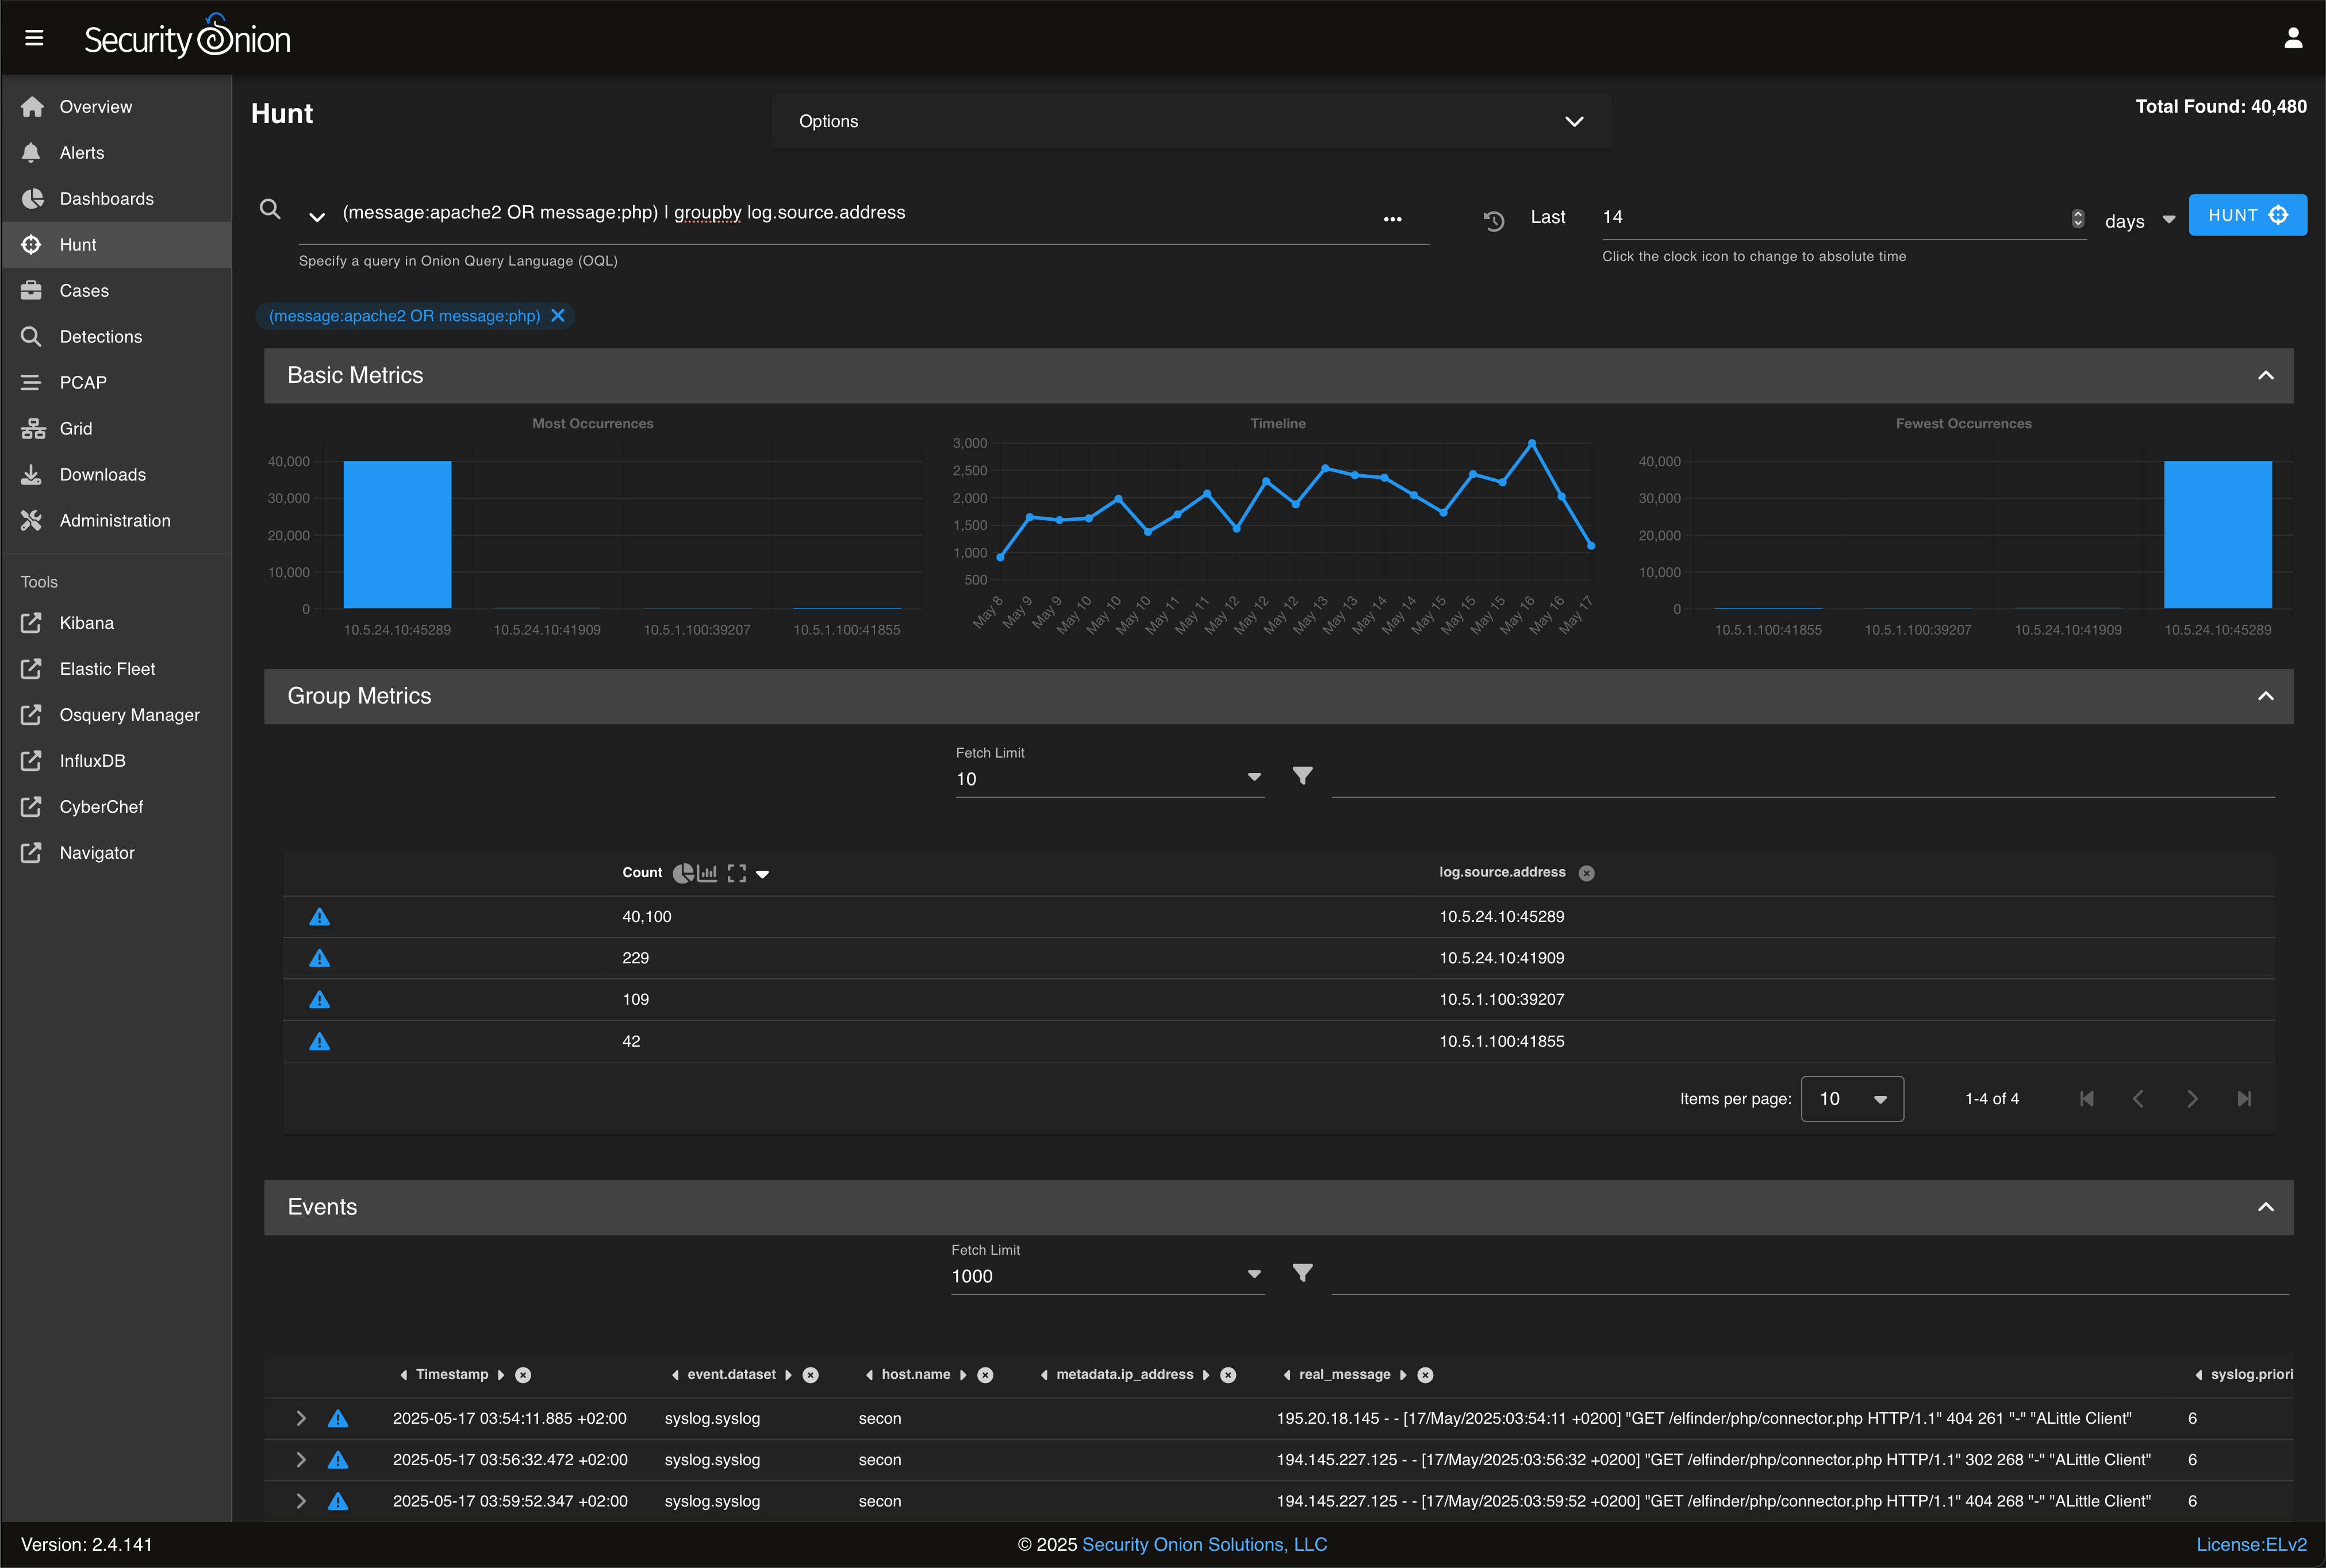 Security Onion
Overview
Alerts
Dashboards
Hunt
Cases
Detections
PCAP
Grid
Downloads
Administration
Tools
Kibana
Elastic Fleet
Osquery Manager
InfluxDB
CyberChef
Navigator
Hunt
Options
Total Found: 40,480
(message:apache2 OR message:php) | groupby log.source.address
Specify a query in Onion Query Language (OQL)
Last 14 days
Click the clock icon to change to absolute time
HUNT
(message:apache2 OR message:php)
Basic Metrics
Most Occurrences
40,000
30,000
20,000
10,000
0
10.5.24.10:45289 10.5.24.10:41909 10.5.1.100:39207 10.5.1.100:41855
Timeline
3,000
2,500
2,000
1,500
1,000
500
May 8 May 9 May 9 May 10 May 10 May 10 May 11 May 11 May 12 May 12 May 12 May 13 May 13 May 14 May 14 May 15 May 15 May 15 May 16 May 16 May 17
Fewest Occurrences
40,000
30,000
20,000
10,000
0
10.5.1.100:41855 10.5.1.100:39207 10.5.24.10:41909 10.5.24.10:45289
Group Metrics
Fetch Limit
10
Count log.source.address
40,100 10.5.24.10:45289
229 10.5.24.10:41909
109 10.5.1.100:39207
42 10.5.1.100:41855
Items per page: 10 1-4 of 4
Events
Fetch Limit
1000
Timestamp event.dataset host.name metadata.ip_address real_message syslog.priori
2025-05-17 03:54:11.885 +02:00 syslog.syslog secon 195.20.18.145 - - [17/May/2025:03:54:11 +0200] "GET /elfinder/php/connector.php HTTP/1.1" 404 261 "-" "ALittle Client" 6
2025-05-17 03:56:32.472 +02:00 syslog.syslog secon 194.145.227.125 - - [17/May/2025:03:56:32 +0200] "GET /elfinder/php/connector.php HTTP/1.1" 302 268 "-" "ALittle Client" 6
2025-05-17 03:59:52.347 +02:00 syslog.syslog secon 194.145.227.125 - - [17/May/2025:03:59:52 +0200] "GET /elfinder/php/connector.php HTTP/1.1" 404 268 "-" "ALittle Client" 6
Version: 2.4.141
© 2025 Security Onion Solutions, LLC
License:ELv2